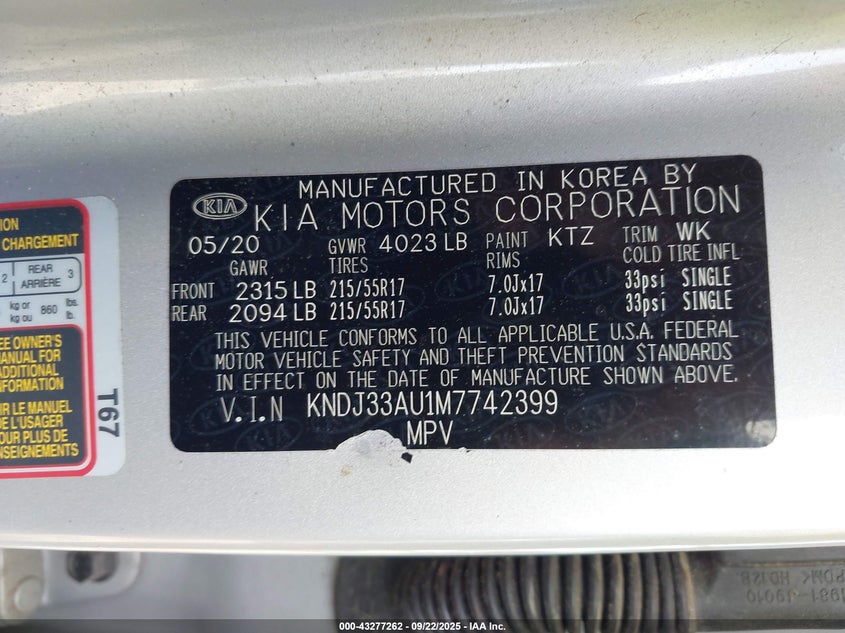 MANUFACTURED IN KOREA BY
KIA KIA MOTORS CORPORATION
05/20 GVWR 4023 LB PAINT KTZ TRIM WK
GAWR TIRES RIMS COLD TIRE INFL
FRONT 2315 LB 215/55R17 7.0Jx17 33psi SINGLE
REAR 2094 LB 215/55R17 7.0Jx17 33psi SINGLE
THIS VEHICLE CONFORMS TO ALL APPLICABLE U.S.A. FEDERAL
MOTOR VEHICLE SAFETY AND THEFT PREVENTION STANDARDS
IN EFFECT ON THE DATE OF MANUFACTURE SHOWN ABOVE.
V.I.N KNDJ33AU1M7742399
MPV
CHARGEMENT
2 REAR ARRIÈRE 3
kg or 860 lbs.
kg ou lb.
OWNER'S
MANUAL FOR
ADDITIONAL
INFORMATION
LE MANUEL
DE L'USAGER
POUR PLUS DE
T67
000-43277262 - 09/22/2025 - IAA Inc.